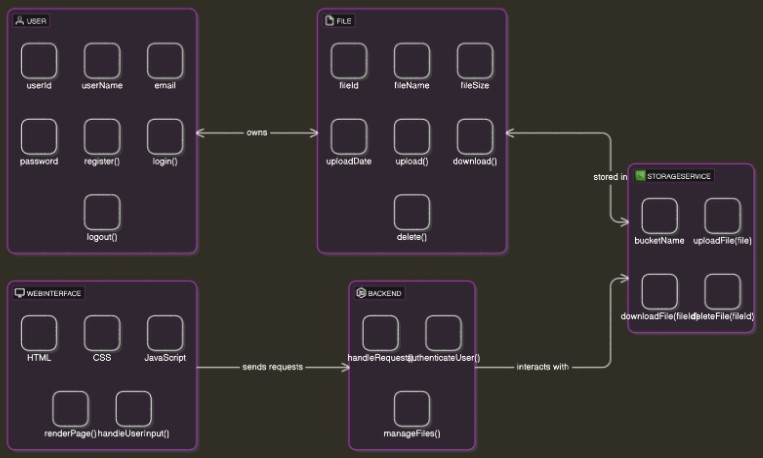 USER
userId
userName
email
password
register()
login()
logout()
owns
FILE
fileId
fileName
fileSize
uploadDate
upload()
download()
delete()
stored in
STORAGESERVICE
bucketName
uploadFile(file)
downloadFile(fileId)
deleteFile(fileId)
WEBINTERFACE
HTML
CSS
JavaScript
renderPage()
handleUserInput()
sends requests
BACKEND
handleRequest()
authenticateUser()
manageFiles()
interacts with